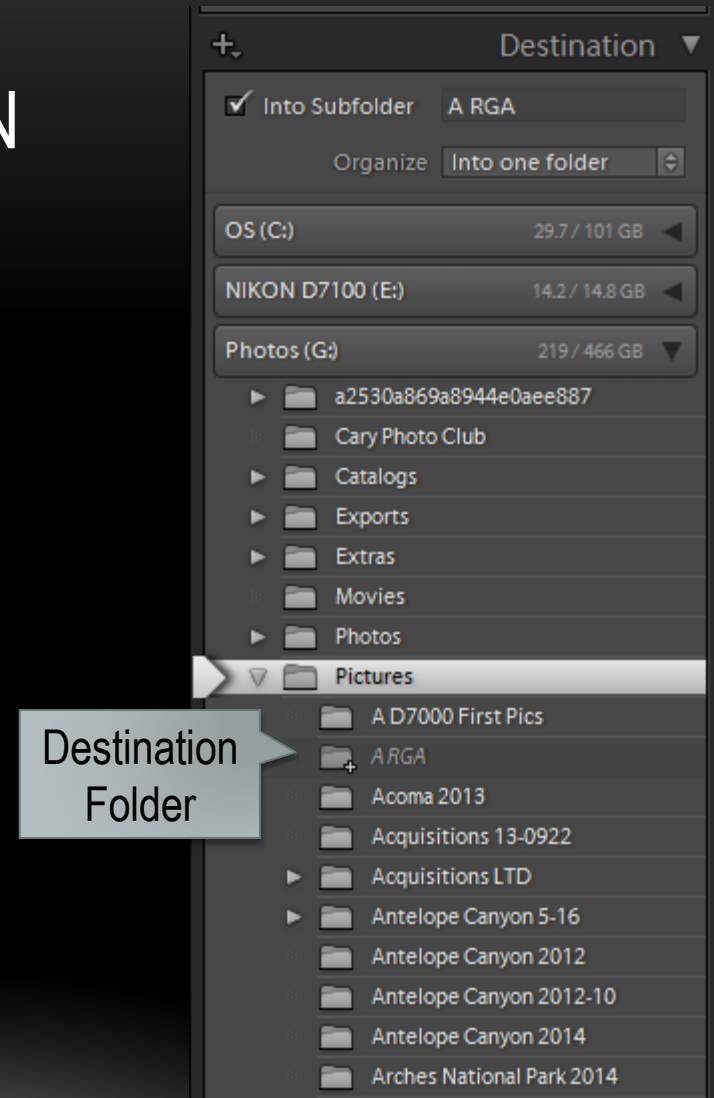 N
Destination
Into Subfolder A RGA
Organize Into one folder
OS (C:) 29.7 / 101 GB
NIKON D7100 (E:) 14.2 / 14.8 GB
Photos (G:) 219 / 466 GB
a2530a869a8944e0aee887
Cary Photo Club
Catalogs
Exports
Extras
Movies
Photos
Pictures
A D7000 First Pics
Destination
Folder
A RGA
Acoma 2013
Acquisitions 13-0922
Acquisitions LTD
Antelope Canyon 5-16
Antelope Canyon 2012
Antelope Canyon 2012-10
Antelope Canyon 2014
Arches National Park 2014